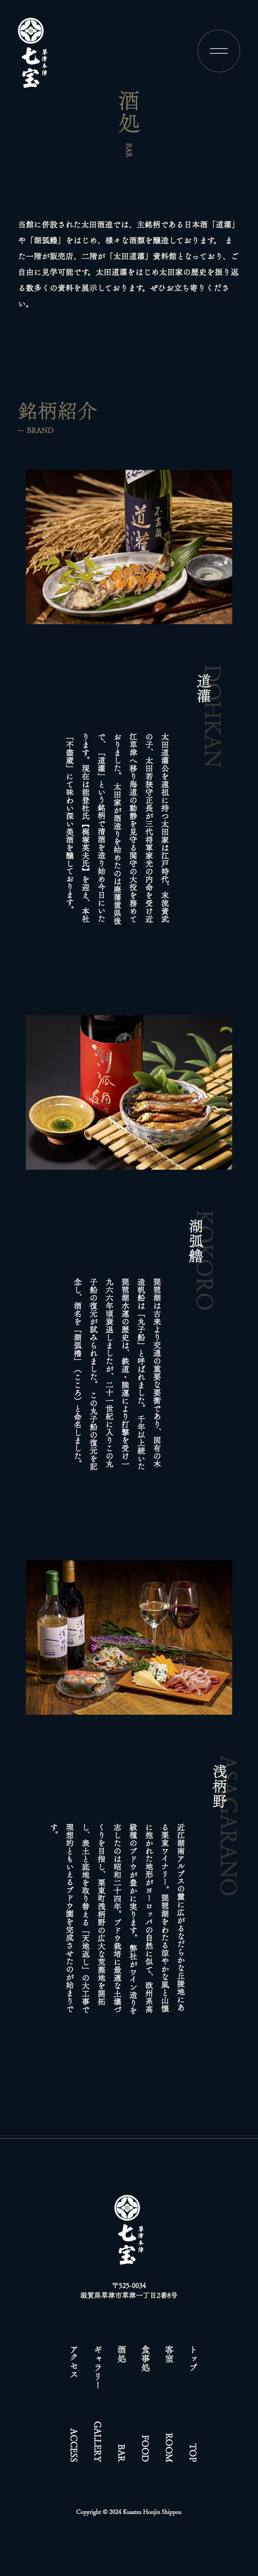 草津本陣
七宝
酒処
BAR
当館に併設された太田酒造では、主銘柄である日本酒「道灌」
や「湖弧艪」をはじめ、様々な酒類を醸造しております。 ま
た一階が販売店、二階が「太田道灌」資料館となっており、ご
自由に見学可能です。太田道灌をはじめ太田家の歴史を振り返
る数多くの資料を展示しております。ぜひお立ち寄りくださ
い。
銘柄紹介
― BRAND
道灌
DOHKAN
道灌
太田道灌公を遠祖に持つ太田家は江戸時代、末流資武
の子、太田若狭守正長が三代将軍家光の内命を受け近
江草津へ移り海道の動静を見守る関守の大役を務めて
おりました。太田家が酒造りを始めたのは廃藩置県後
で、「道灌」という銘柄で清酒を造り始め今日にいた
ります。現在は能登杜氏【梶塚英夫氏】を迎え、本社
「不盡蔵」にて味わい深い美酒を醸しております。
KOKORO
湖弧艪
琵琶湖は古来より交通の重要な要衝であり、固有の木
造帆船は「丸子船」と呼ばれました。千年以上続いた
琵琶湖水運の歴史は、鉄道・陸運により打撃を受け一
九六六年頃衰退しましたが、二十一世紀に入りこの丸
子船の復元が試みられました。この丸子船の復元を記
念し、酒名を「湖弧艪」（こころ）と命名しました。
ASAGARANO
浅柄野
近江湖南アルプスの麓に広がるなだらかな丘陵地にあ
る栗東ワイナリー。琵琶湖をわたる涼やかな風と山懐
に抱かれた地形がヨーロッパの自然に似て、欧州系高
級種のブドウが豊かに実ります。弊社がワイン造りを
志したのは昭和二十四年。ブドウ栽培に最適な土壌づ
くりを目指し、栗東町浅柄野の広大な荒蕪地を開拓
し、表土と底地を取り替える「天地返し」の大工事で
理想的ともいえるブドウ園を完成させたのが始まりで
す。
草津本陣
七宝
〒525-0034
滋賀県草津市草津一丁目2番8号
トップ TOP
客室 ROOM
食事処 FOOD
酒処 BAR
ギャラリー GALLERY
アクセス ACCESS
Copyright © 2024 Kusatsu Honjin Shippou